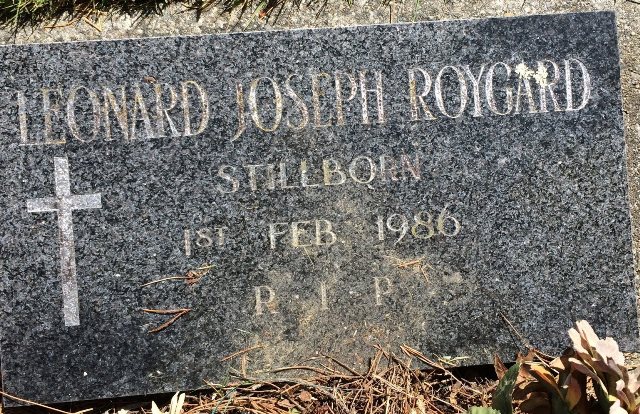 LEONARD JOSEPH ROYGARD
STILLBORN
1ST FEB 1986
R I P